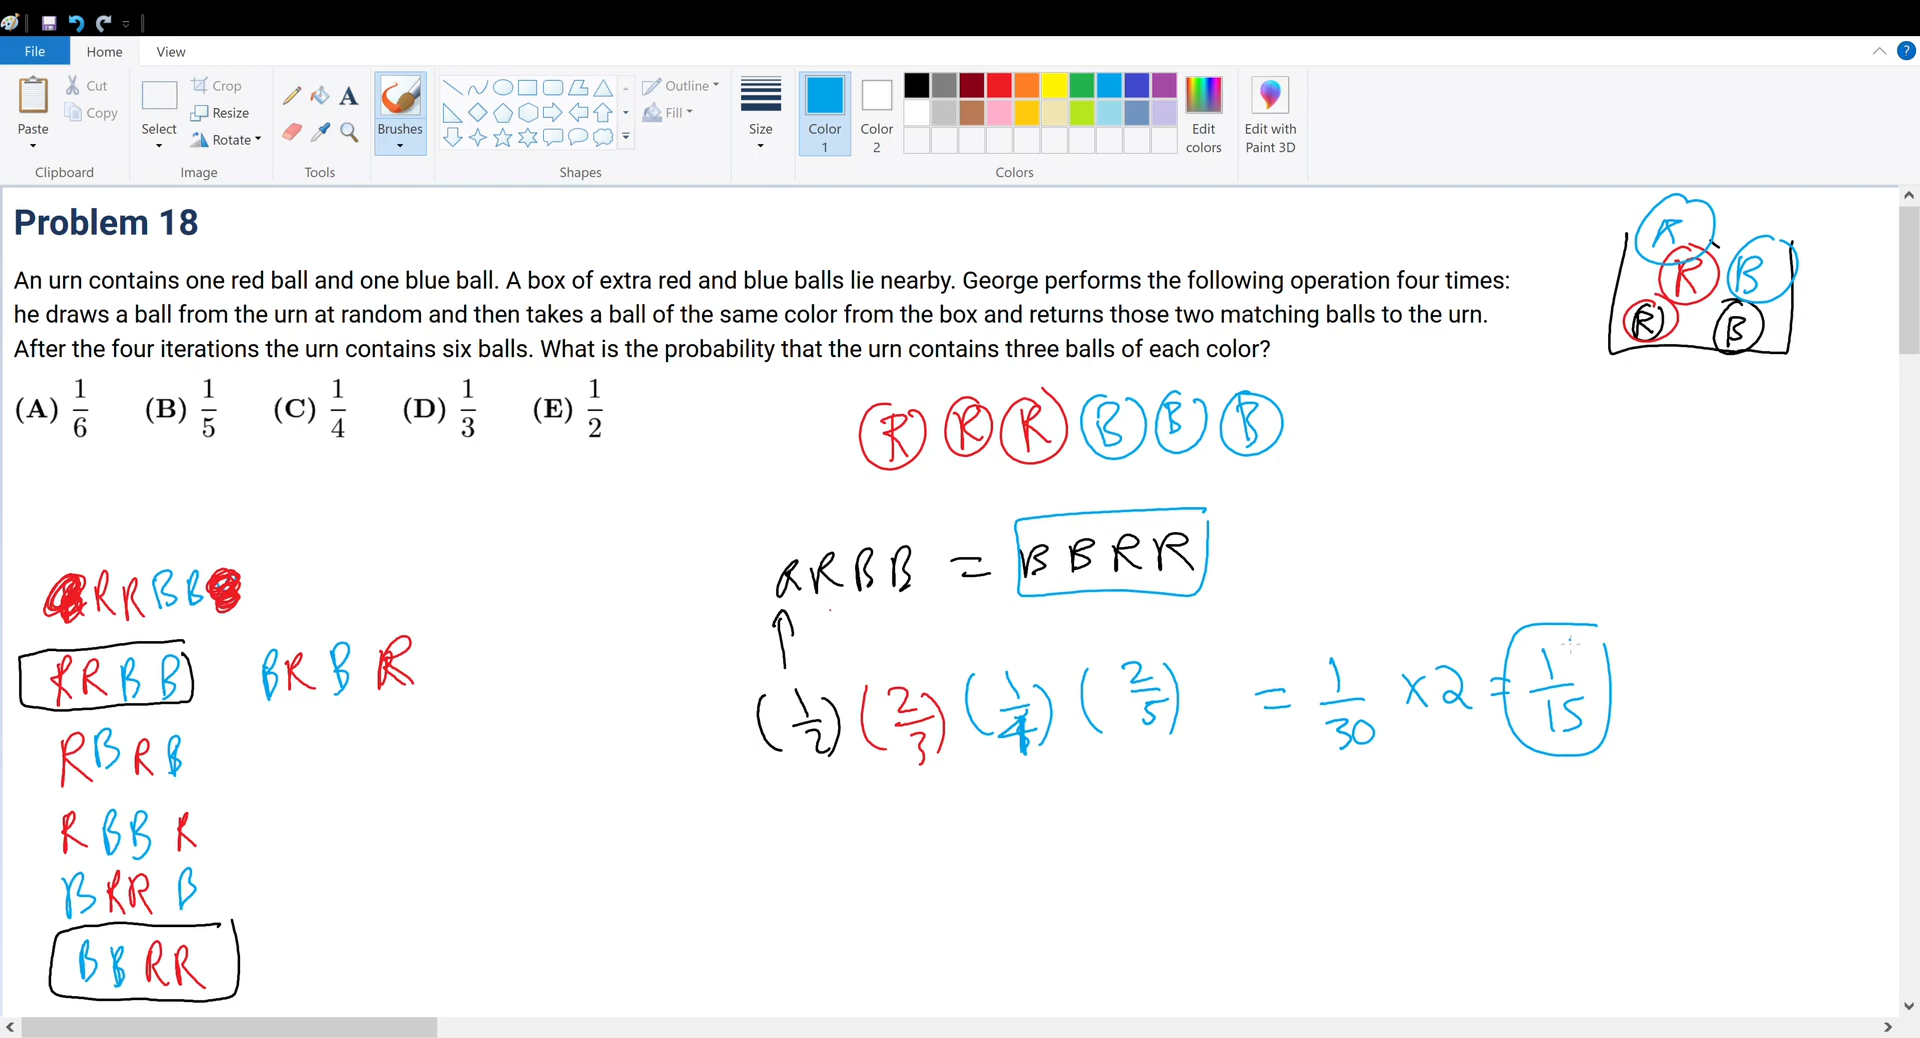 File Home View
Paste Cut Copy Clipboard
Select Crop Resize Rotate Image
A Tools
Brushes
Shapes Outline Fill
Size
Color 1 Color 2 Colors
Edit colors
Edit with Paint 3D
?
Problem 18
An urn contains one red ball and one blue ball. A box of extra red and blue balls lie nearby. George performs the following operation four times:
he draws a ball from the urn at random and then takes a ball of the same color from the box and returns those two matching balls to the urn.
After the four iterations the urn contains six balls. What is the probability that the urn contains three balls of each color?
(A) 1/6 (B) 1/5 (C) 1/4 (D) 1/3 (E) 1/2
R
R B
R B
R R R B B B
RRBB = BBRR
RRBB
RRBB BRBR
RBRB
RBBR
BRRB
BBRR
(1/2) (2/3) (1/4) (2/5) = 1/30 × 2 = 1/15